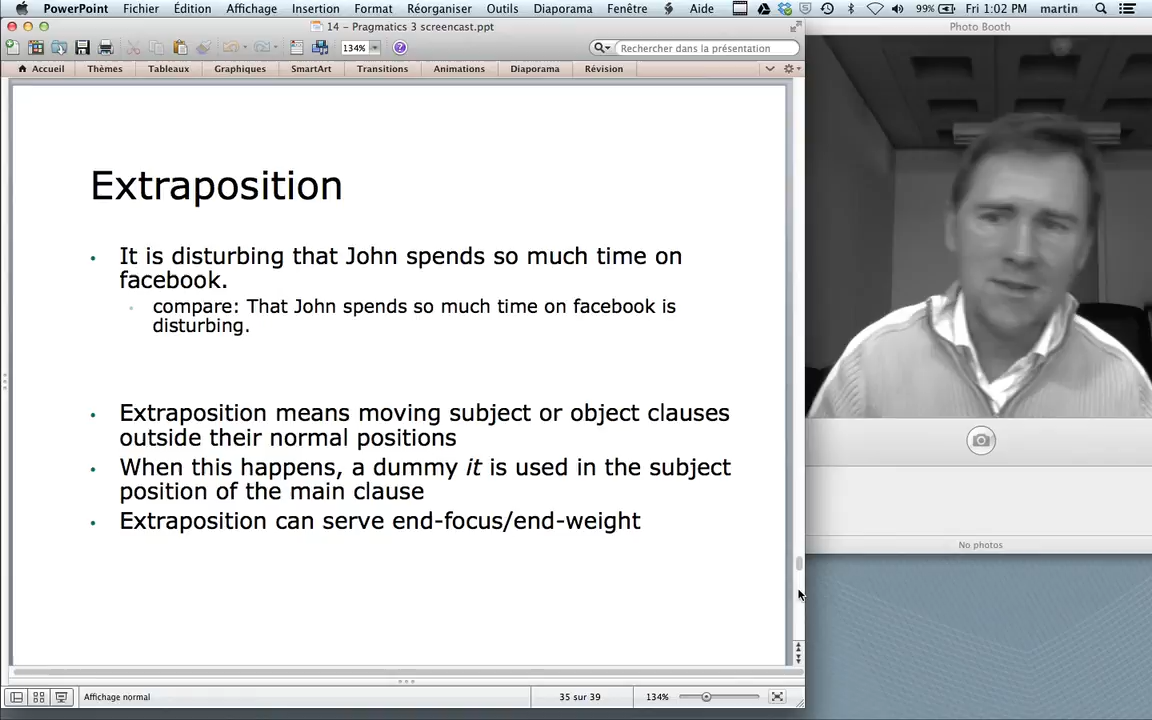 PowerPoint Fichier Édition Affichage Insertion Format Réorganiser Outils Diaporama Fenêtre Aide 99% Fri 1:02 PM martin
14 – Pragmatics 3 screencast.ppt
Photo Booth
134% Rechercher dans la présentation
Accueil Thèmes Tableaux Graphiques SmartArt Transitions Animations Diaporama Révision
Extraposition
• It is disturbing that John spends so much time on
facebook.
• compare: That John spends so much time on facebook is
disturbing.
• Extraposition means moving subject or object clauses
outside their normal positions
• When this happens, a dummy it is used in the subject
position of the main clause
• Extraposition can serve end-focus/end-weight
No photos
Affichage normal 35 sur 39 134%